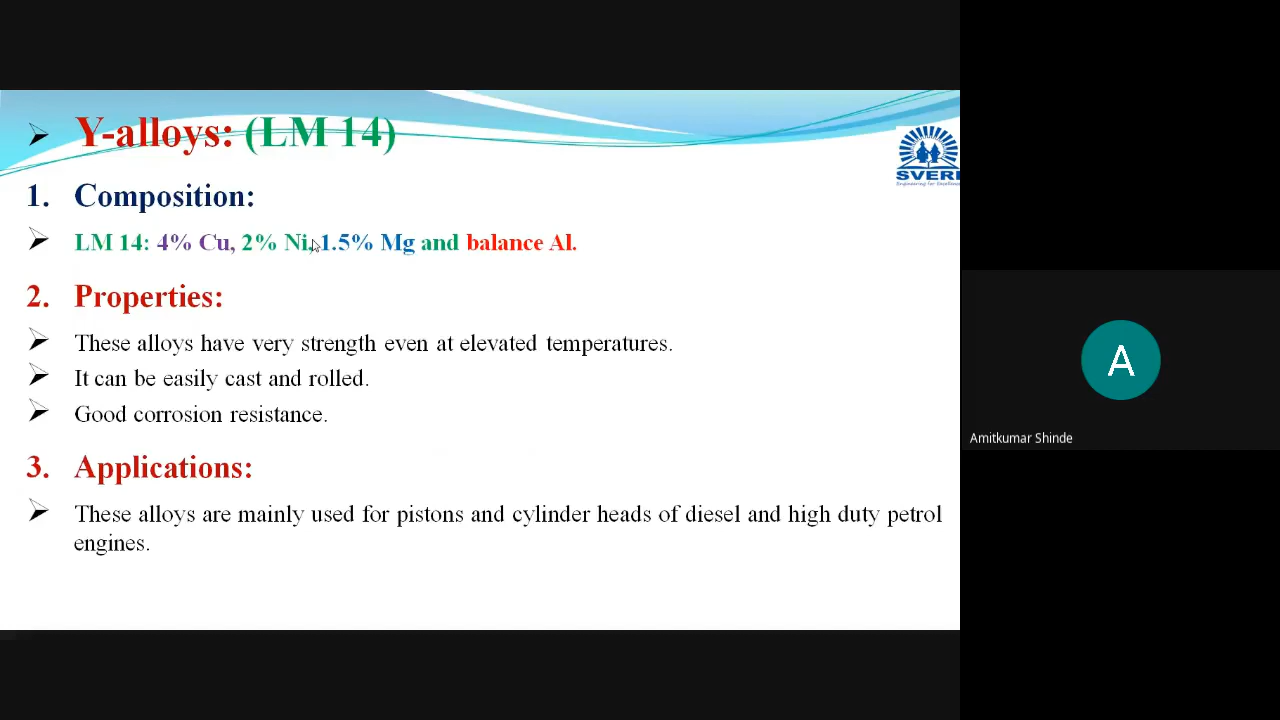 Y-alloys: (LM 14)
SVERI
Engineering for Excellence
1. Composition:
LM 14: 4% Cu, 2% Ni, 1.5% Mg and balance Al.
2. Properties:
These alloys have very strength even at elevated temperatures.
It can be easily cast and rolled.
Good corrosion resistance.
3. Applications:
These alloys are mainly used for pistons and cylinder heads of diesel and high duty petrol
engines.
A
Amitkumar Shinde